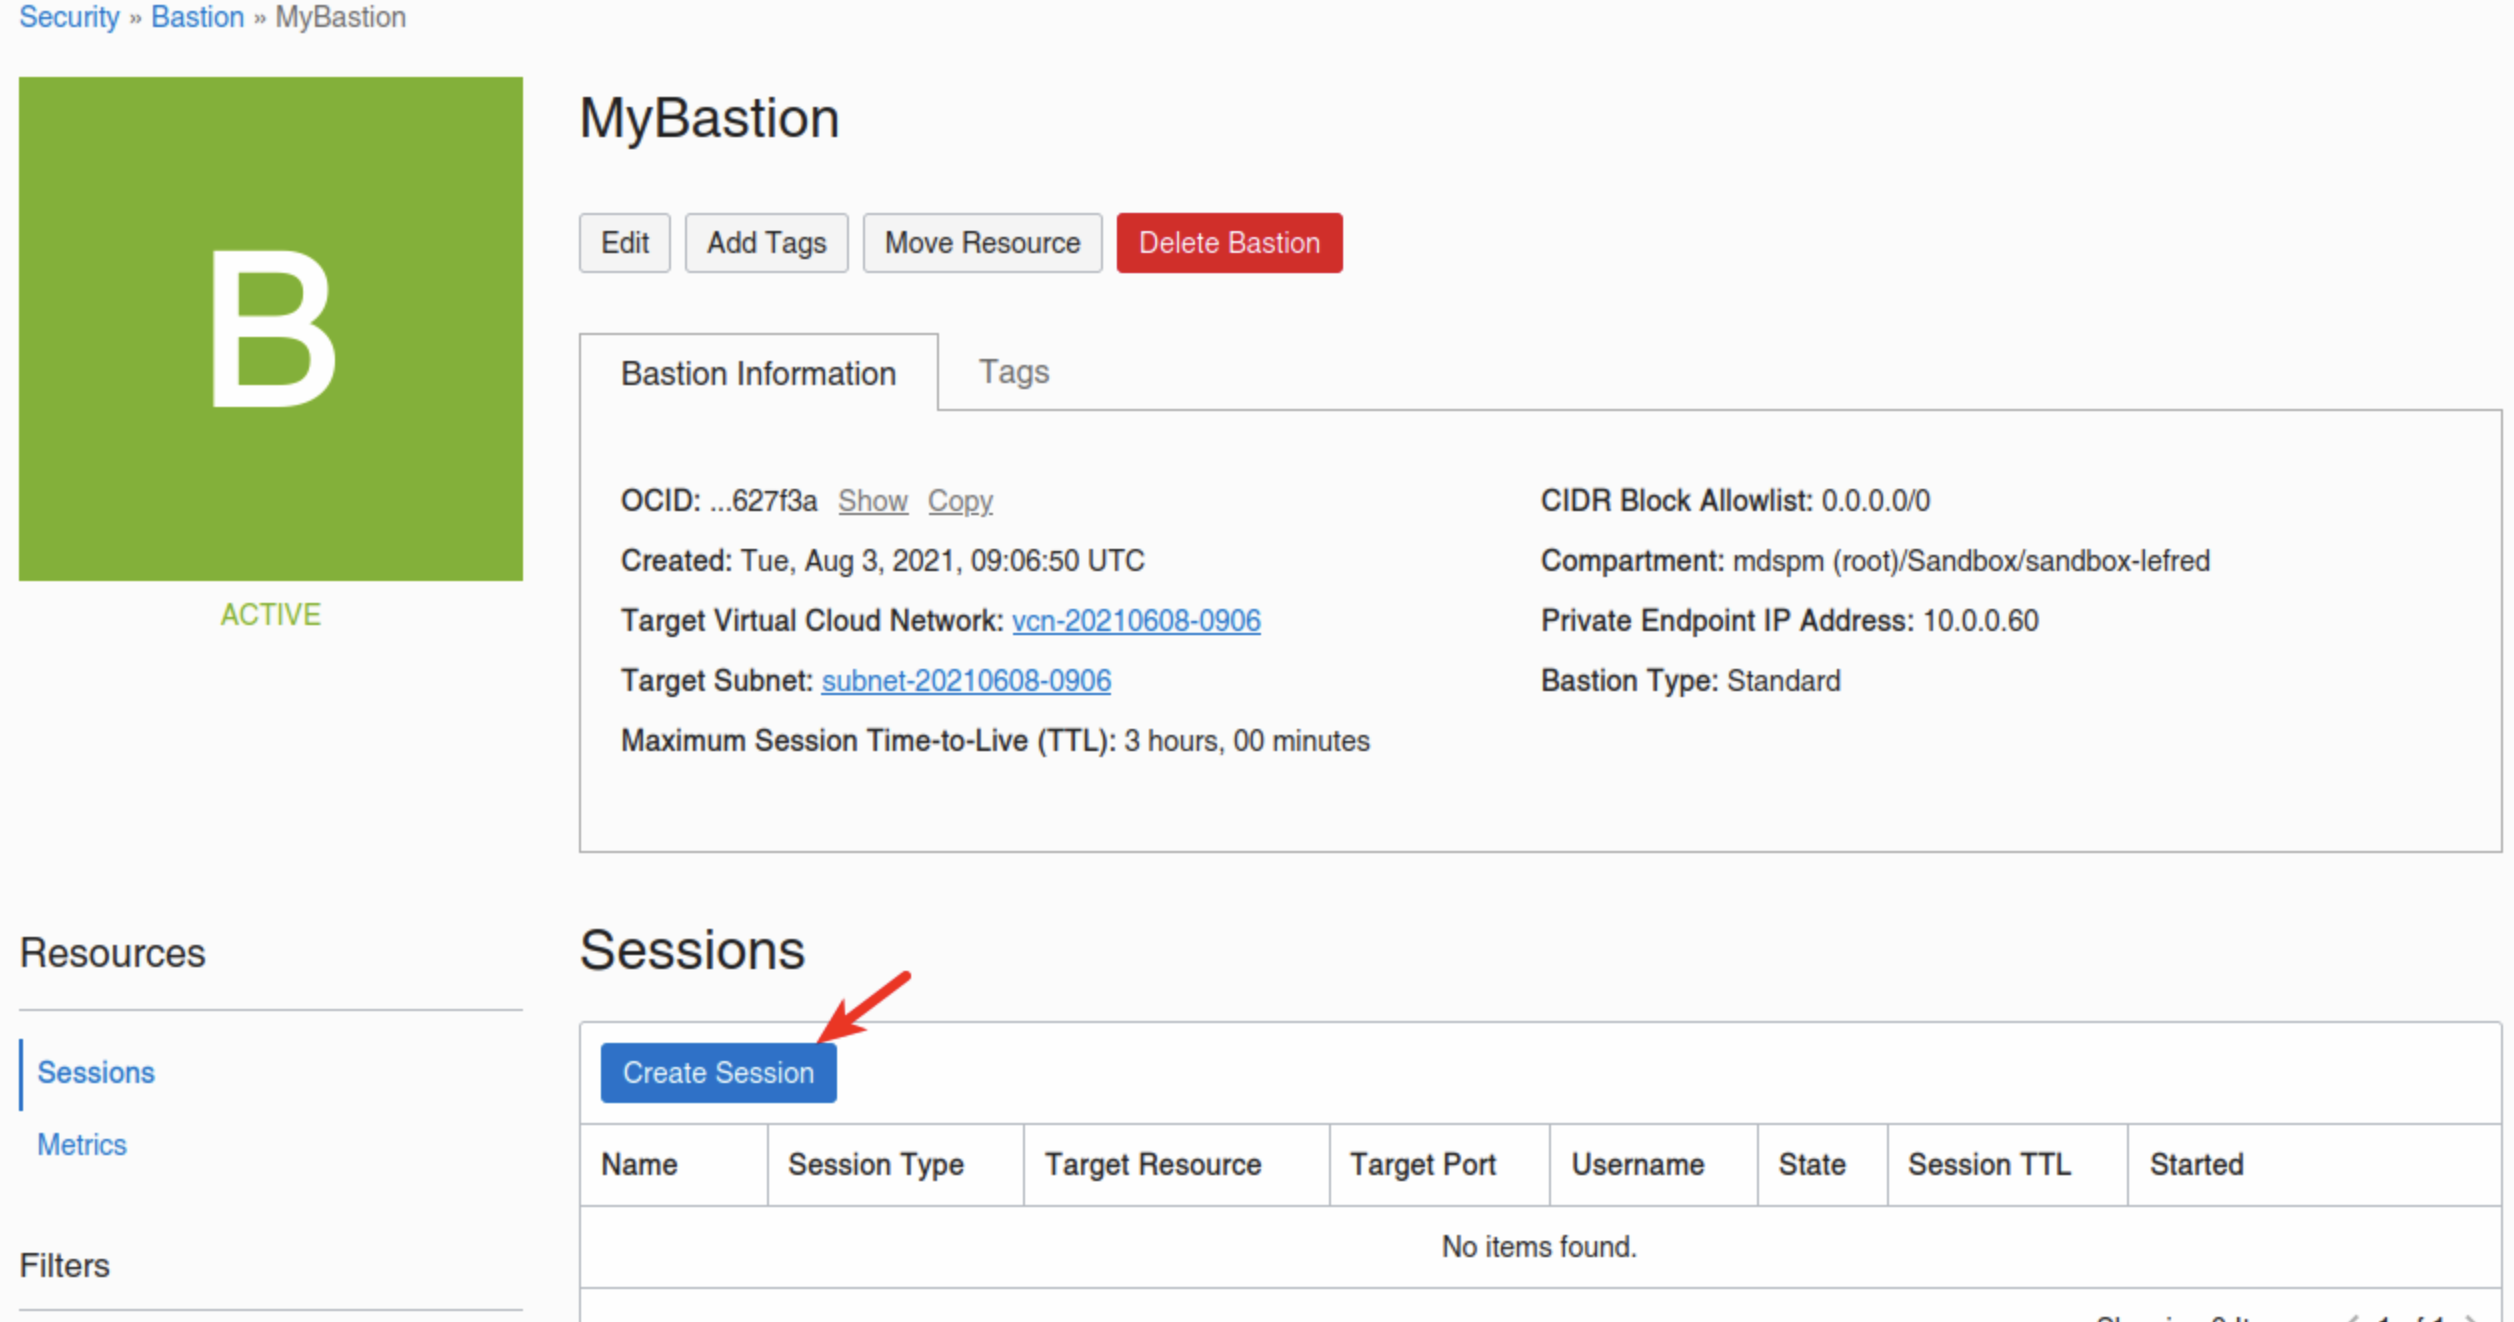 Security » Bastion » MyBastion
B
ACTIVE
MyBastion
Edit Add Tags Move Resource Delete Bastion
Bastion Information Tags
OCID: ...627f3a Show Copy
Created: Tue, Aug 3, 2021, 09:06:50 UTC
Target Virtual Cloud Network: vcn-20210608-0906
Target Subnet: subnet-20210608-0906
Maximum Session Time-to-Live (TTL): 3 hours, 00 minutes
CIDR Block Allowlist: 0.0.0.0/0
Compartment: mdspm (root)/Sandbox/sandbox-lefred
Private Endpoint IP Address: 10.0.0.60
Bastion Type: Standard
Resources
Sessions
Metrics
Filters
Sessions
Create Session
Name Session Type Target Resource Target Port Username State Session TTL Started
No items found.